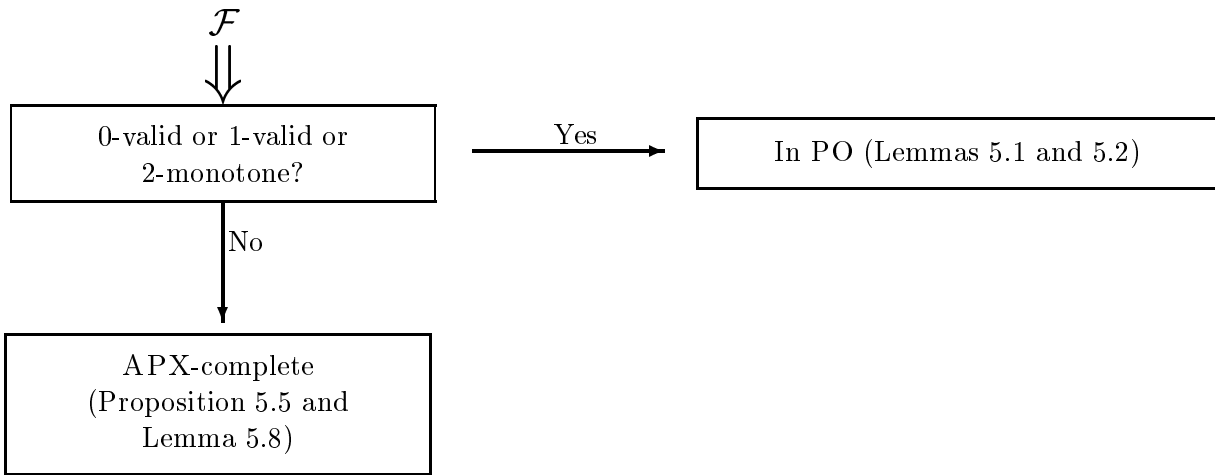 ℱ
0-valid or 1-valid or
2-monotone?
Yes
In PO (Lemmas 5.1 and 5.2)
No
APX-complete
(Proposition 5.5 and
Lemma 5.8)